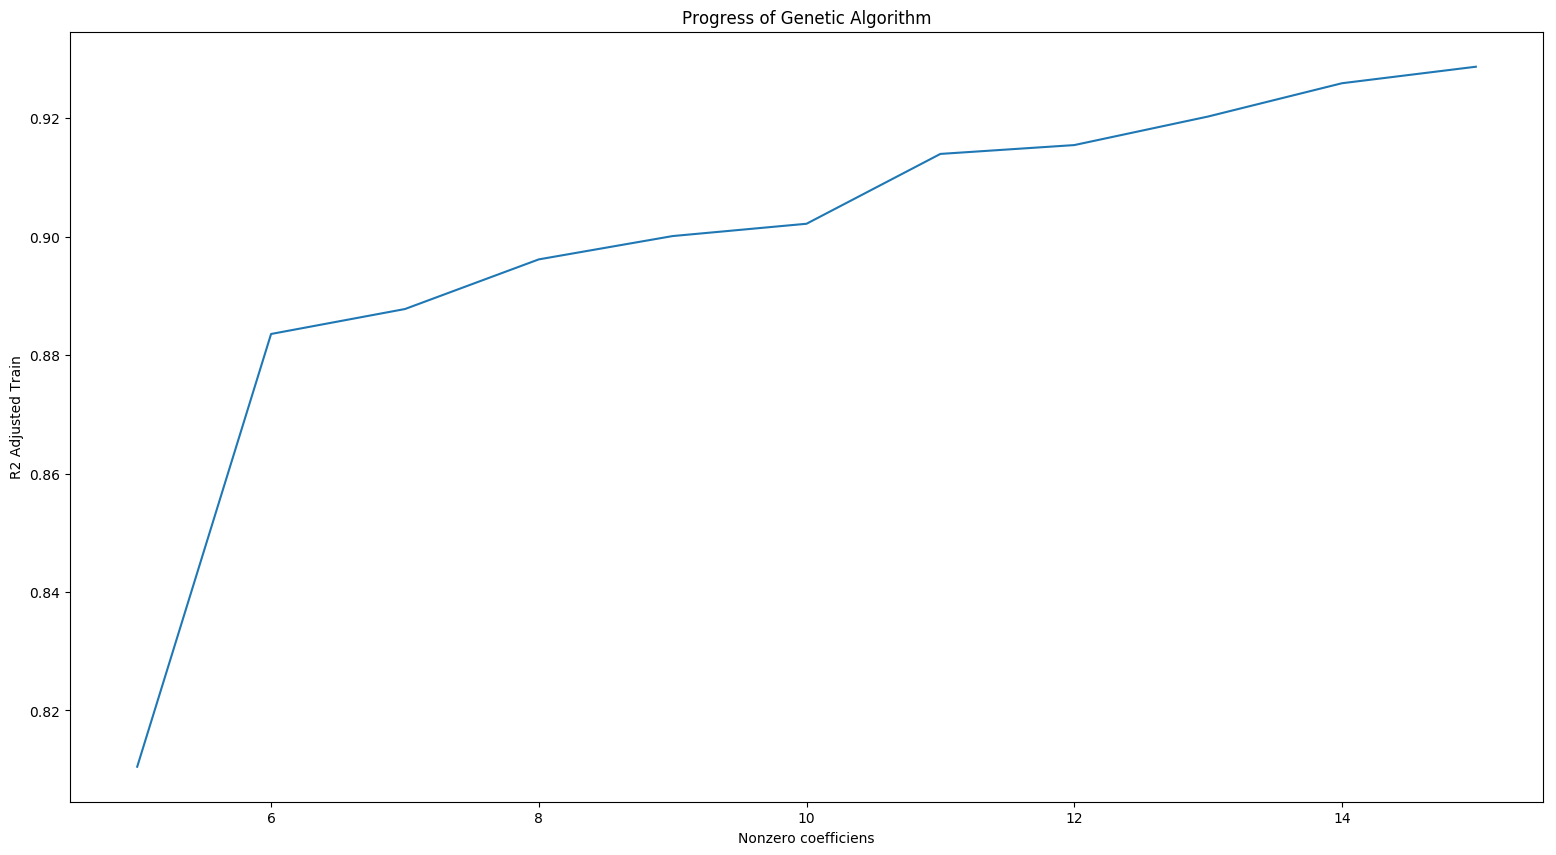 Progress of Genetic Algorithm
R2 Adjusted Train
0.92
0.90
0.88
0.86
0.84
0.82
6 8 10 12 14
Nonzero coefficiens